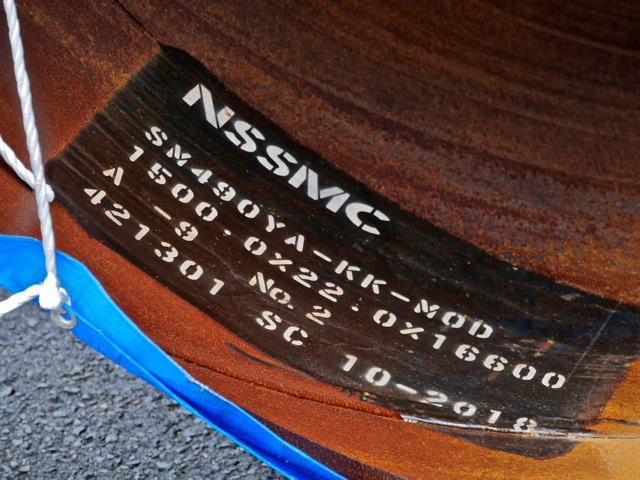 NSSMC
SM490YA-KK-MOD
1500·0X22·0X16600
A -9 No. 2
421301 SC 10-2018